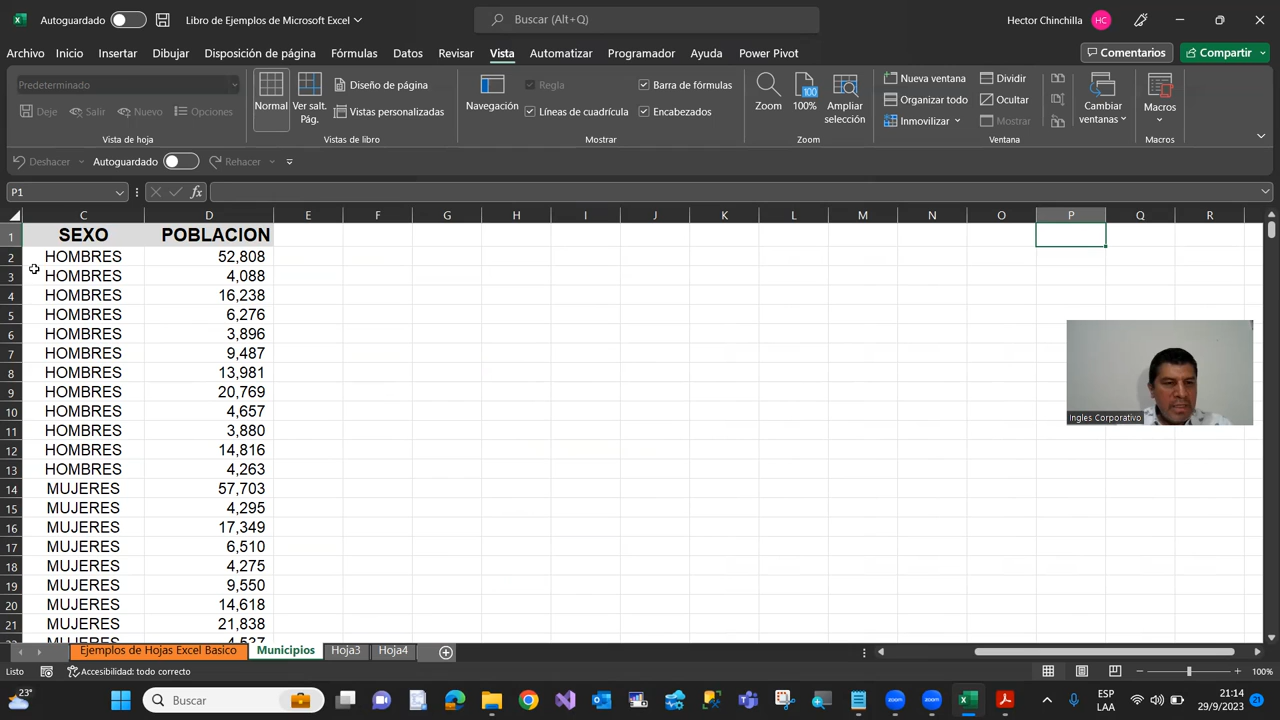 Autoguardado Libro de Ejemplos de Microsoft Excel Buscar (Alt+Q) Hector Chinchilla HC
Archivo Inicio Insertar Dibujar Disposición de página Fórmulas Datos Revisar Vista Automatizar Programador Ayuda Power Pivot Comentarios Compartir
Predeterminado
Deje Salir Nuevo Opciones
Vista de hoja
Normal
Ver salt. Pág.
Diseño de página
Vistas personalizadas
Vistas de libro
Navegación
Regla
Líneas de cuadrícula
Barra de fórmulas
Encabezados
Mostrar
Zoom
100
100%
Ampliar selección
Zoom
Nueva ventana
Organizar todo
Inmovilizar
Dividir
Ocultar
Mostrar
Cambiar ventanas
Ventana
Macros
Macros
Deshacer Autoguardado Rehacer
P1 fx
C D E F G H I J K L M N O P Q R
1 SEXO POBLACION
2 HOMBRES 52,808
3 HOMBRES 4,088
4 HOMBRES 16,238
5 HOMBRES 6,276
6 HOMBRES 3,896
7 HOMBRES 9,487
8 HOMBRES 13,981
9 HOMBRES 20,769
10 HOMBRES 4,657
11 HOMBRES 3,880
12 HOMBRES 14,816
13 HOMBRES 4,263
14 MUJERES 57,703
15 MUJERES 4,295
16 MUJERES 17,349
17 MUJERES 6,510
18 MUJERES 4,275
19 MUJERES 9,550
20 MUJERES 14,618
21 MUJERES 21,838
MUJERES 4,527
Ingles Corporativo
Ejemplos de Hojas Excel Basico Municipios Hoja3 Hoja4
Listo Accesibilidad: todo correcto 100%
23° Buscar ESP LAA 21:14 29/9/2023